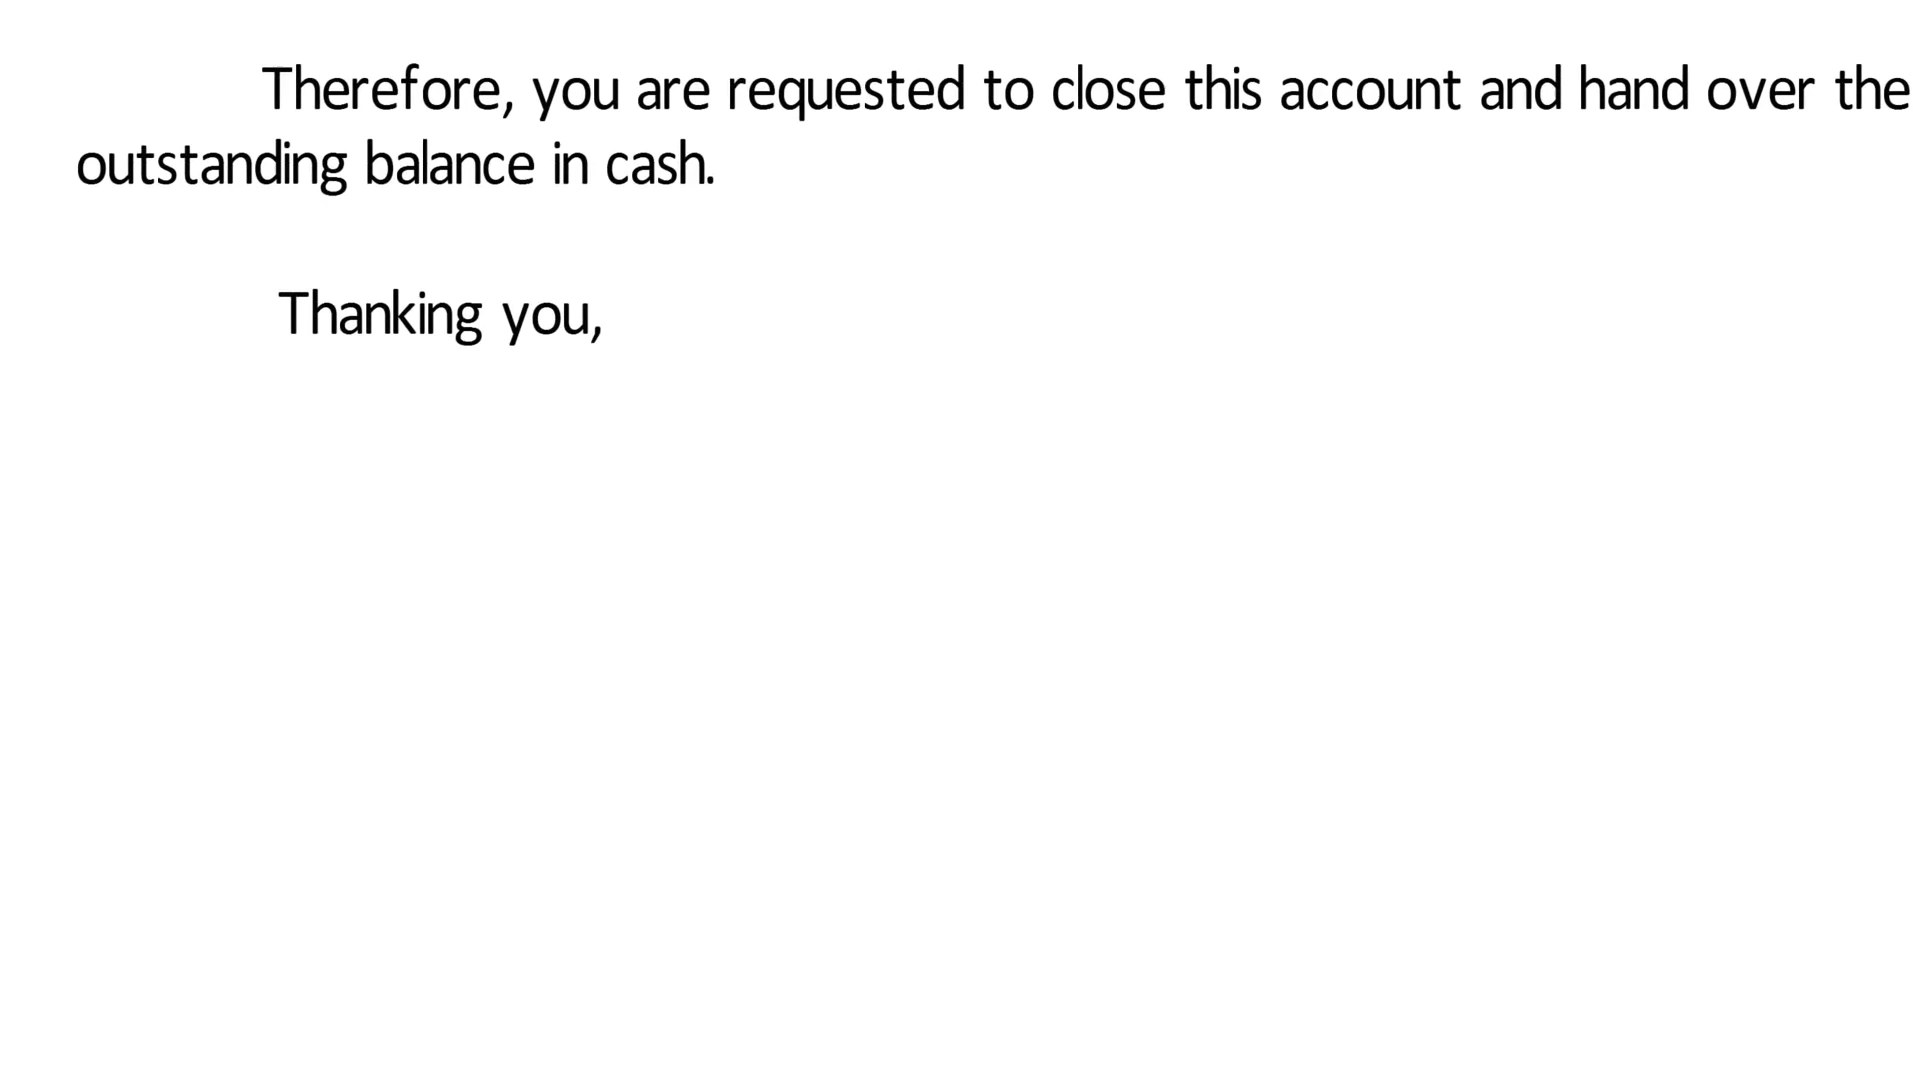 Therefore, you are requested to close this account and hand over the
outstanding balance in cash.
Thanking you,